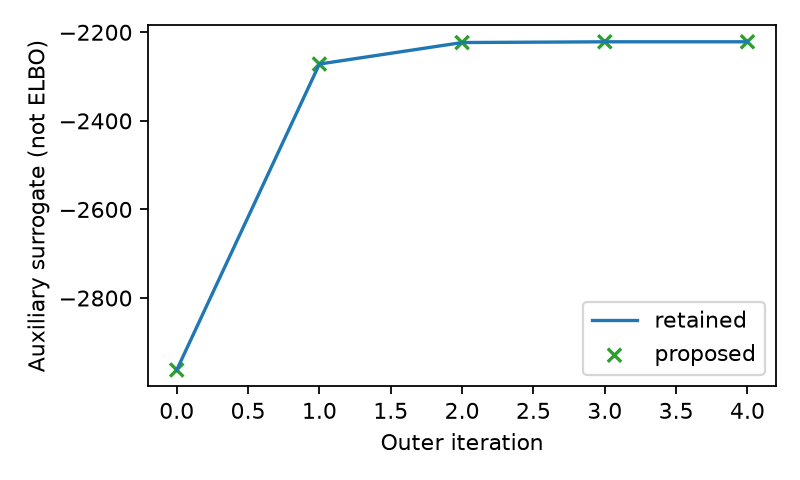 −2200
−2400
−2600
−2800
Auxiliary surrogate (not ELBO)
retained
proposed
0.0 0.5 1.0 1.5 2.0 2.5 3.0 3.5 4.0
Outer iteration